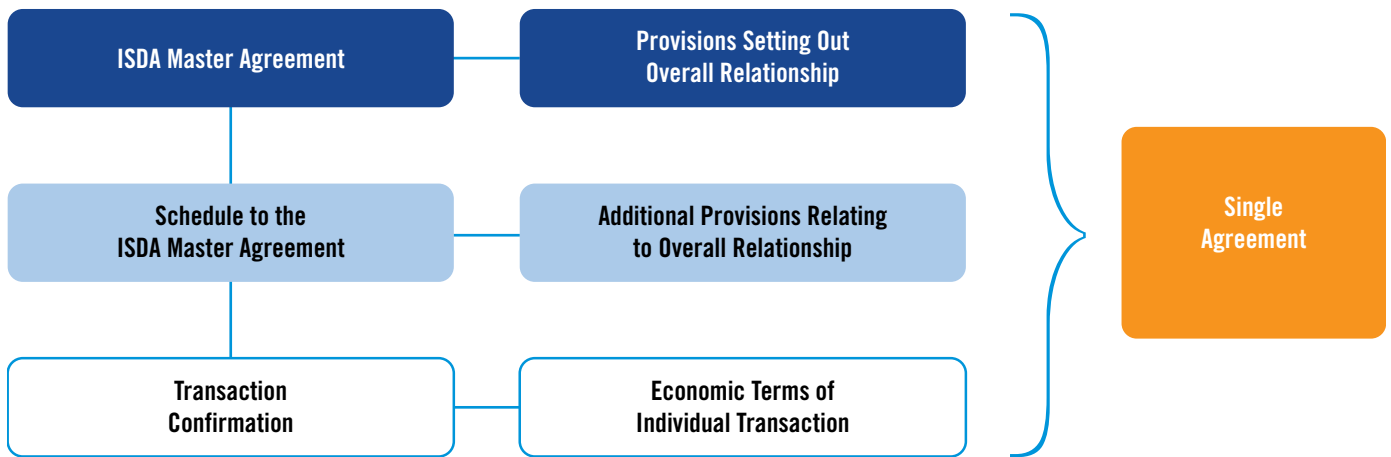 ISDA Master Agreement
Provisions Setting Out
Overall Relationship
Schedule to the
ISDA Master Agreement
Additional Provisions Relating
to Overall Relationship
Transaction
Confirmation
Economic Terms of
Individual Transaction
Single
Agreement